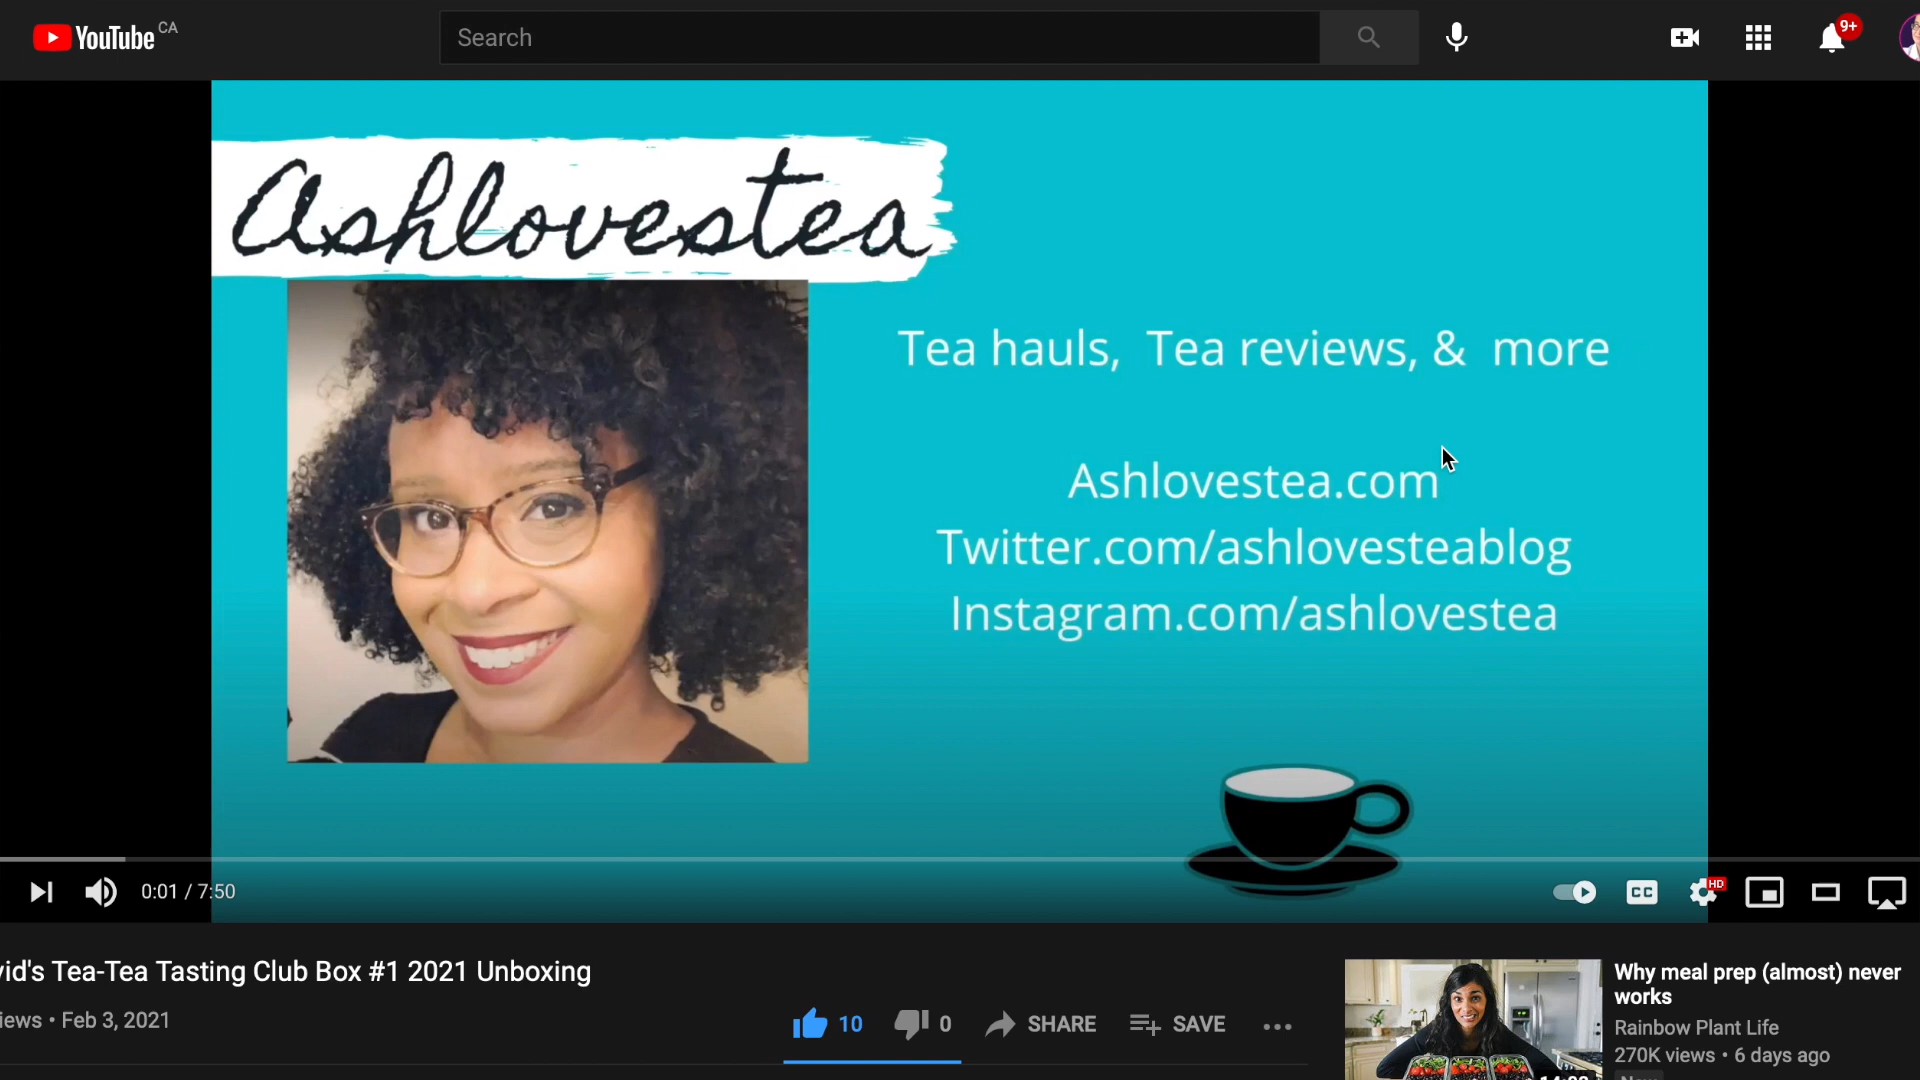 YouTube CA
Search
9+
Ashlovestea
Tea hauls, Tea reviews, & more
Ashlovestea.com
Twitter.com/ashlovesteablog
Instagram.com/ashlovestea
0:01 / 7:50
CC
HD
vid's Tea-Tea Tasting Club Box #1 2021 Unboxing
iews • Feb 3, 2021
10
0
SHARE
SAVE
Why meal prep (almost) never
works
Rainbow Plant Life
270K views • 6 days ago
New